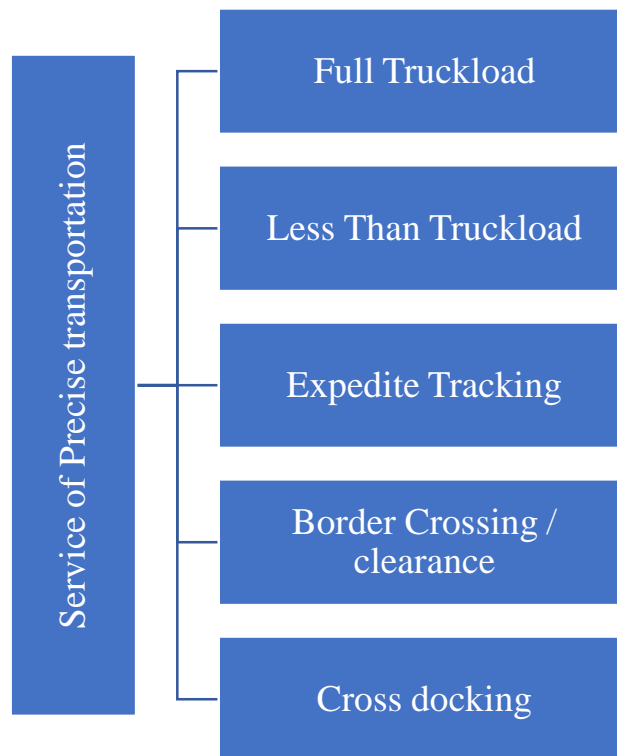 Service of Precise transportation
Full Truckload
Less Than Truckload
Expedite Tracking
Border Crossing /
clearance
Cross docking